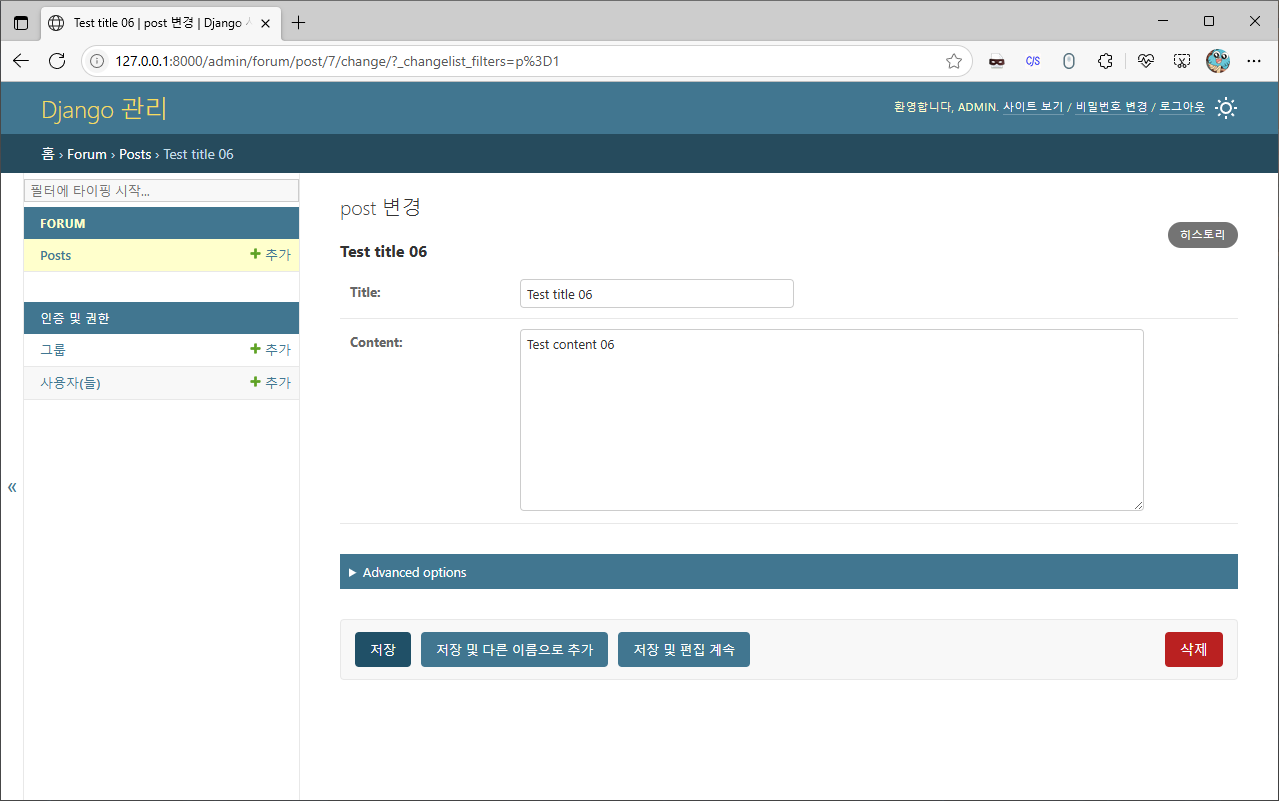 Test title 06 | post 변경 | Django
127.0.0.1:8000/admin/forum/post/7/change/?_changelist_filters=p%3D1
C/S
Django 관리
환영합니다, ADMIN. 사이트 보기 / 비밀번호 변경 / 로그아웃
홈 › Forum › Posts › Test title 06
필터에 타이핑 시작...
FORUM
Posts
추가
인증 및 권한
그룹
추가
사용자(들)
추가
«
post 변경
히스토리
Test title 06
Title:
Test title 06
Content:
Test content 06
Advanced options
저장
저장 및 다른 이름으로 추가
저장 및 편집 계속
삭제